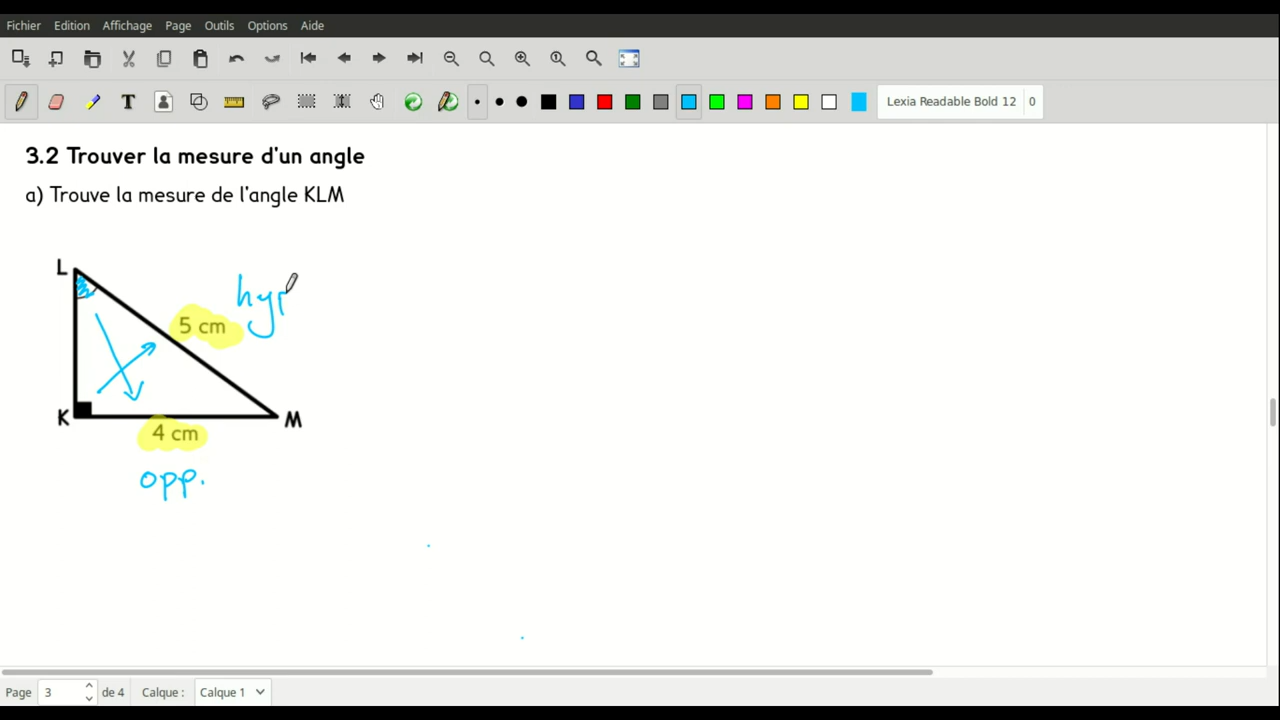 Fichier Edition Affichage Page Outils Options Aide
Lexia Readable Bold 12 0
3.2 Trouver la mesure d'un angle
a) Trouve la mesure de l'angle KLM
L
hyp
5 cm
K
M
4 cm
opp.
Page 3 de 4 Calque : Calque 1